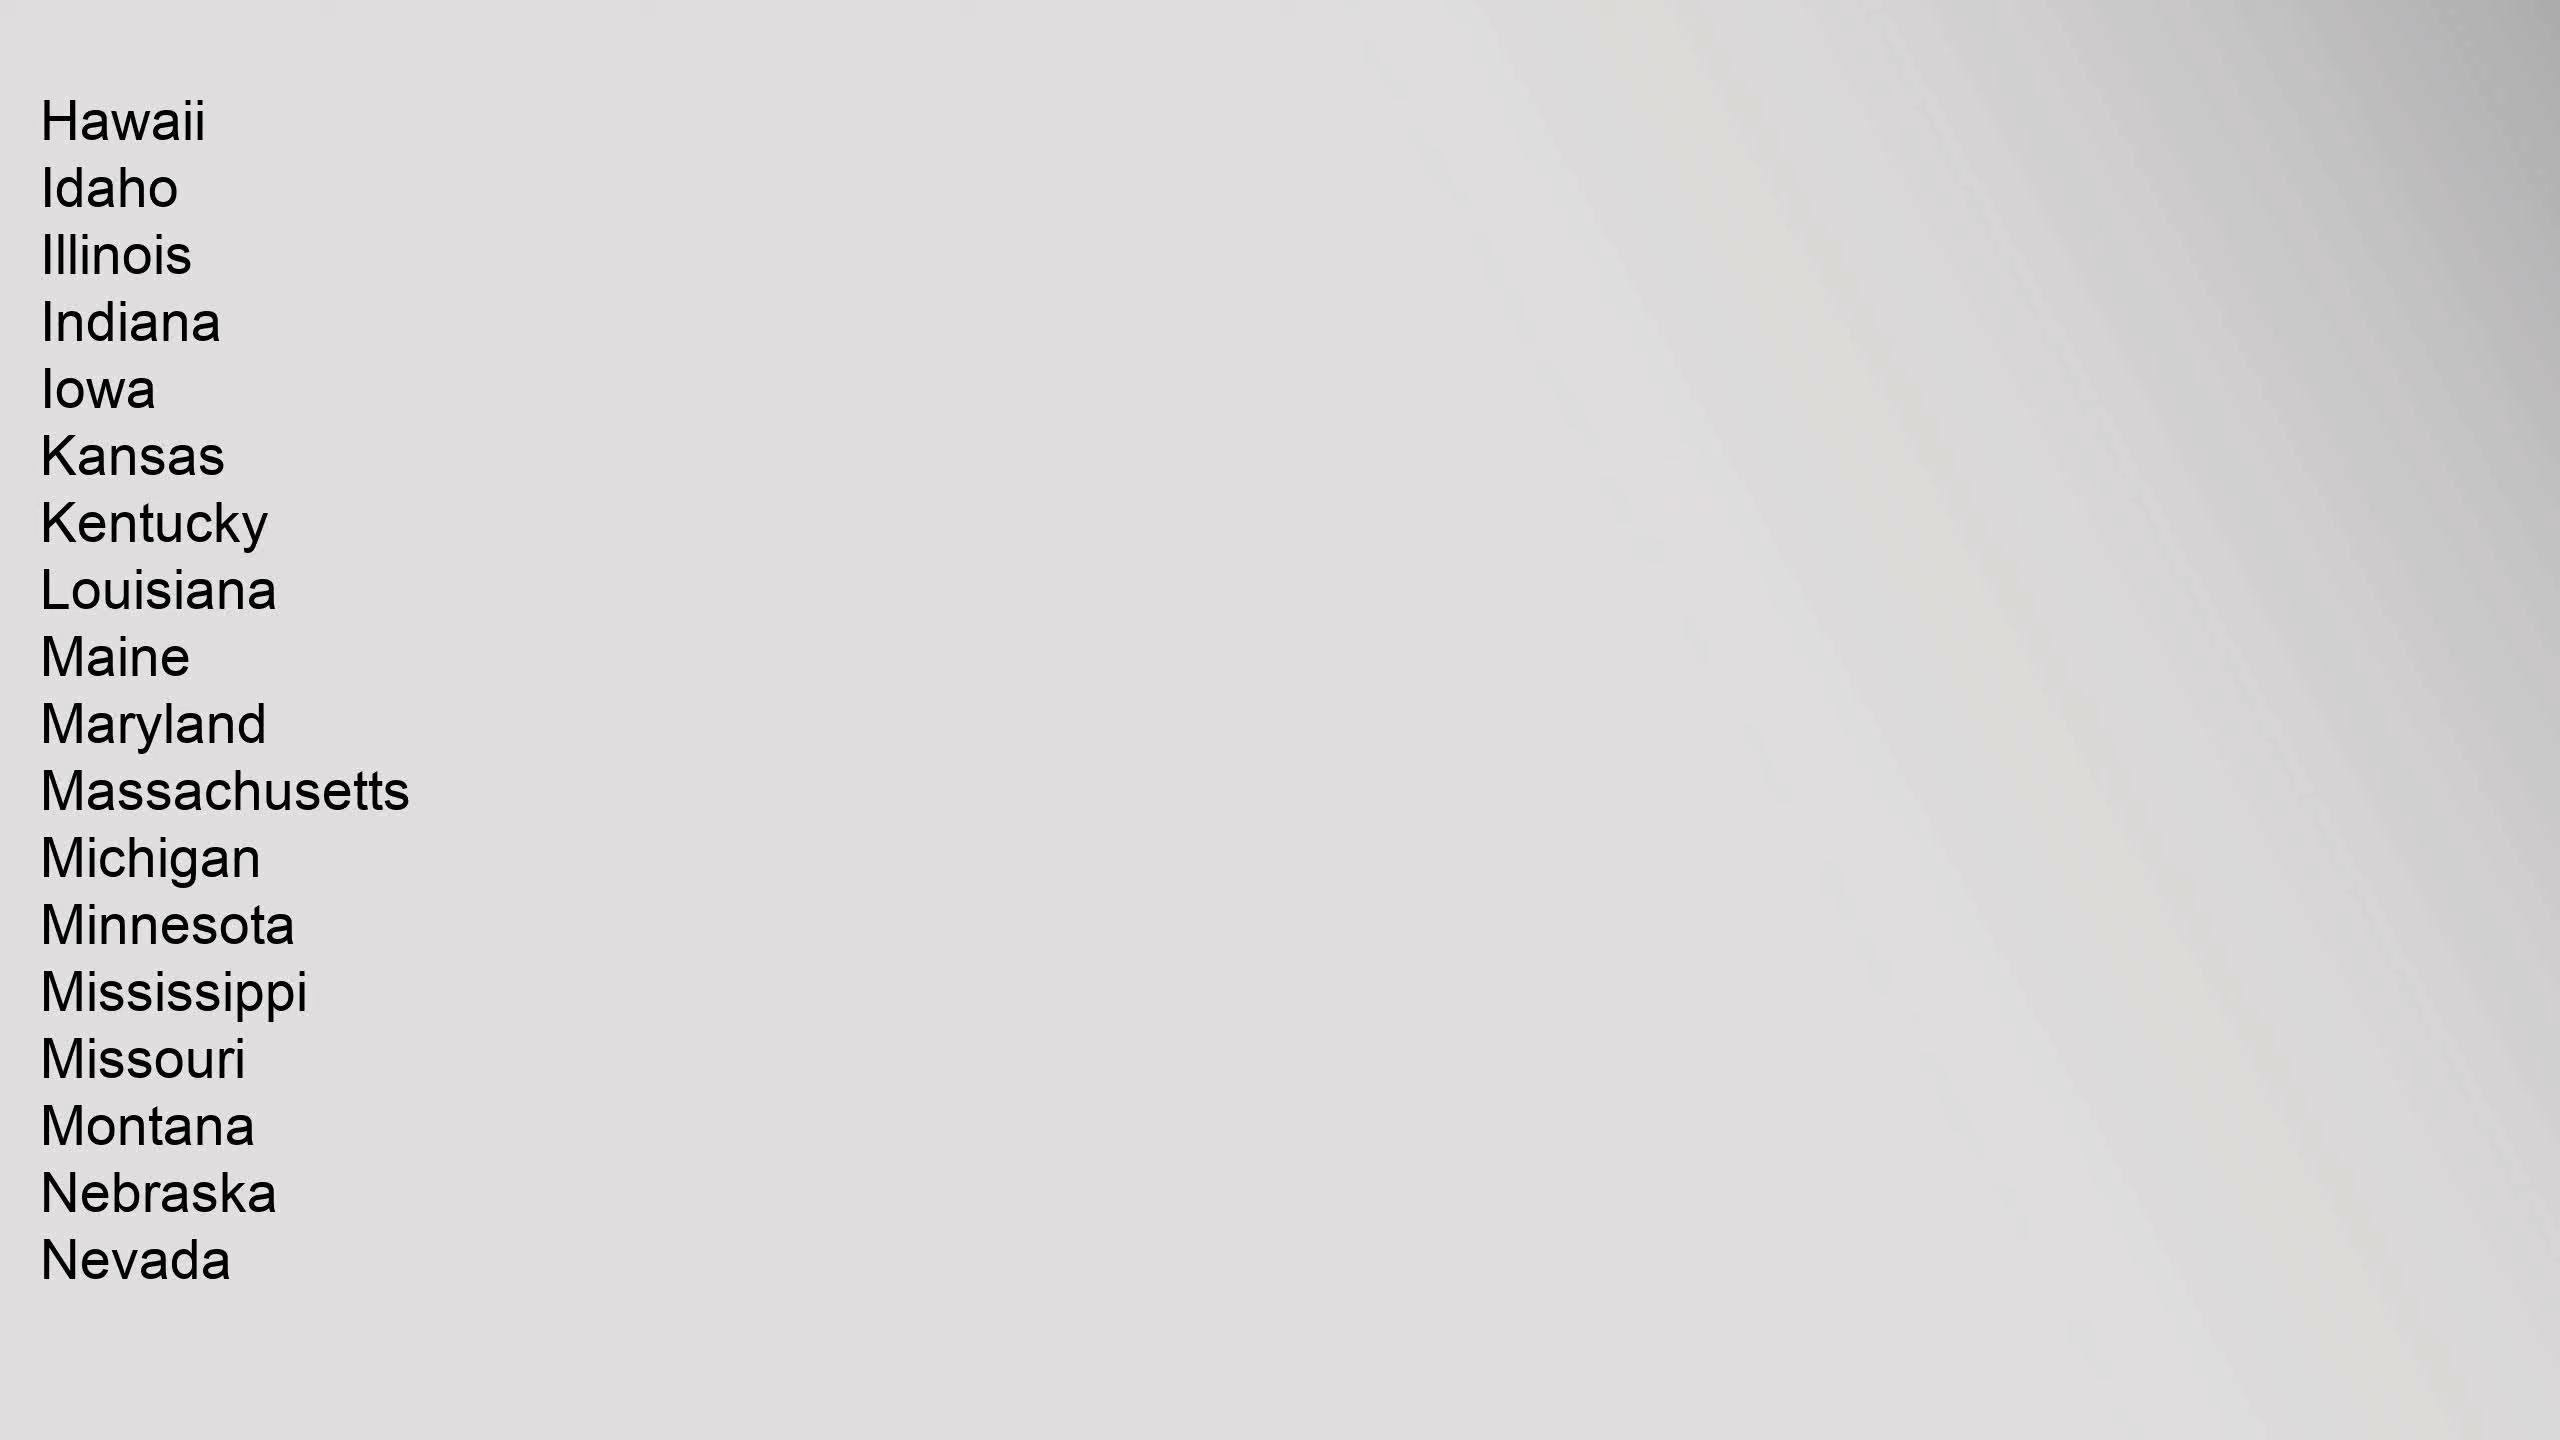 Hawaii
Idaho
Illinois
Indiana
Iowa
Kansas
Kentucky
Louisiana
Maine
Maryland
Massachusetts
Michigan
Minnesota
Mississippi
Missouri
Montana
Nebraska
Nevada